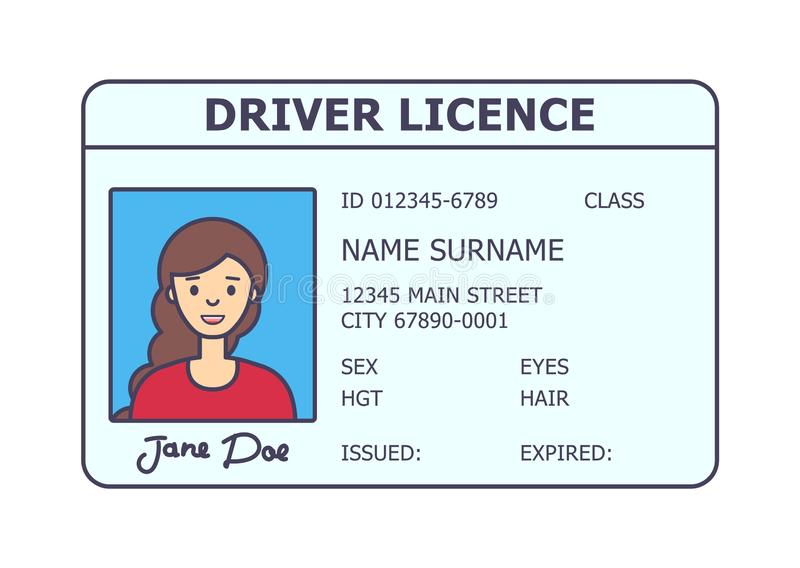 DRIVER LICENCE
ID 012345-6789 CLASS
NAME SURNAME
12345 MAIN STREET
CITY 67890-0001
SEX EYES
HGT HAIR
Jane Doe ISSUED: EXPIRED: